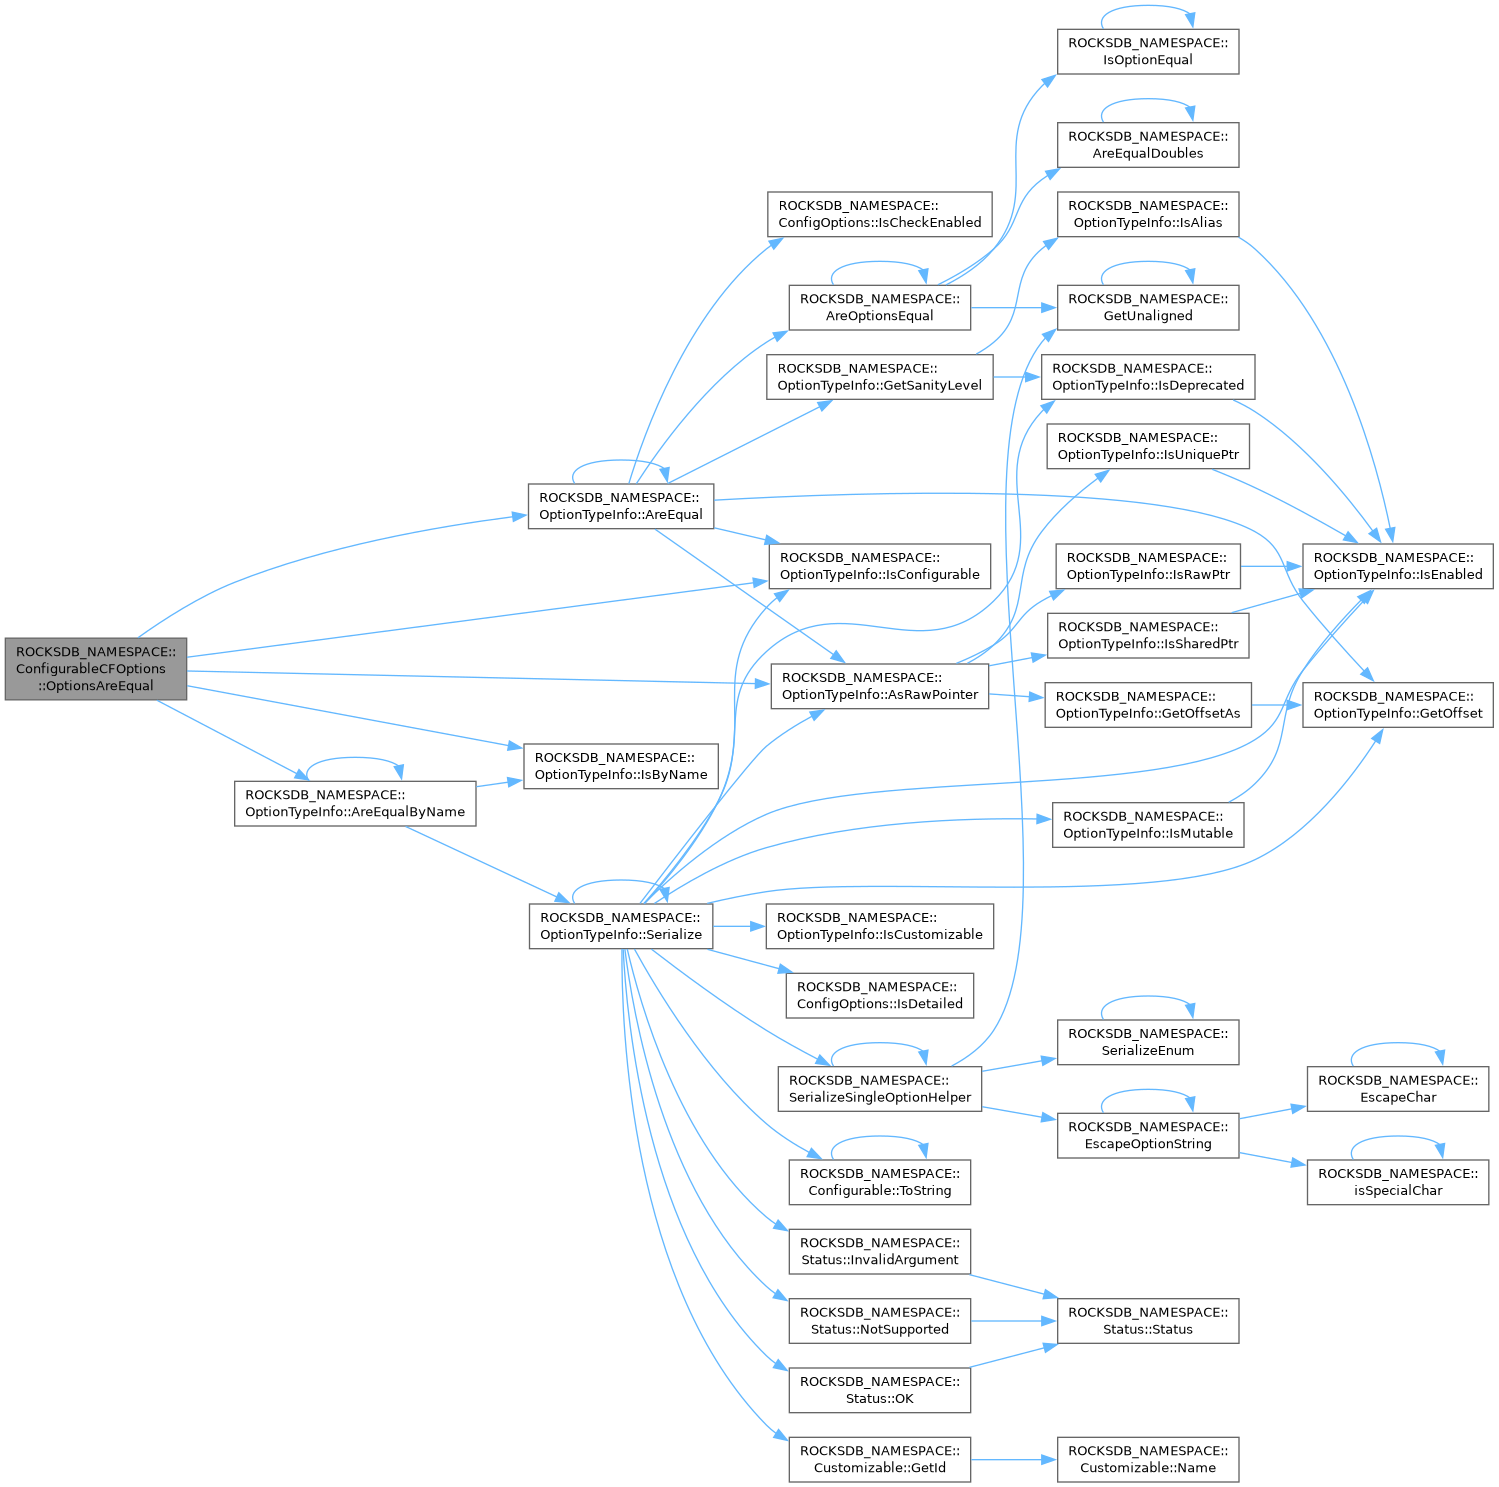 ROCKSDB_NAMESPACE::
IsOptionEqual
ROCKSDB_NAMESPACE::
AreEqualDoubles
ROCKSDB_NAMESPACE::
ConfigOptions::IsCheckEnabled
ROCKSDB_NAMESPACE::
OptionTypeInfo::IsAlias
ROCKSDB_NAMESPACE::
AreOptionsEqual
ROCKSDB_NAMESPACE::
GetUnaligned
ROCKSDB_NAMESPACE::
OptionTypeInfo::GetSanityLevel
ROCKSDB_NAMESPACE::
OptionTypeInfo::IsDeprecated
ROCKSDB_NAMESPACE::
OptionTypeInfo::IsUniquePtr
ROCKSDB_NAMESPACE::
OptionTypeInfo::AreEqual
ROCKSDB_NAMESPACE::
OptionTypeInfo::IsConfigurable
ROCKSDB_NAMESPACE::
OptionTypeInfo::IsRawPtr
ROCKSDB_NAMESPACE::
OptionTypeInfo::IsEnabled
ROCKSDB_NAMESPACE::
OptionTypeInfo::IsSharedPtr
ROCKSDB_NAMESPACE::
ConfigurableCFOptions
::OptionsAreEqual
ROCKSDB_NAMESPACE::
OptionTypeInfo::AsRawPointer
ROCKSDB_NAMESPACE::
OptionTypeInfo::GetOffsetAs
ROCKSDB_NAMESPACE::
OptionTypeInfo::GetOffset
ROCKSDB_NAMESPACE::
OptionTypeInfo::IsByName
ROCKSDB_NAMESPACE::
OptionTypeInfo::AreEqualByName
ROCKSDB_NAMESPACE::
OptionTypeInfo::IsMutable
ROCKSDB_NAMESPACE::
OptionTypeInfo::Serialize
ROCKSDB_NAMESPACE::
OptionTypeInfo::IsCustomizable
ROCKSDB_NAMESPACE::
ConfigOptions::IsDetailed
ROCKSDB_NAMESPACE::
SerializeEnum
ROCKSDB_NAMESPACE::
SerializeSingleOptionHelper
ROCKSDB_NAMESPACE::
EscapeChar
ROCKSDB_NAMESPACE::
EscapeOptionString
ROCKSDB_NAMESPACE::
Configurable::ToString
ROCKSDB_NAMESPACE::
isSpecialChar
ROCKSDB_NAMESPACE::
Status::InvalidArgument
ROCKSDB_NAMESPACE::
Status::NotSupported
ROCKSDB_NAMESPACE::
Status::Status
ROCKSDB_NAMESPACE::
Status::OK
ROCKSDB_NAMESPACE::
Customizable::GetId
ROCKSDB_NAMESPACE::
Customizable::Name